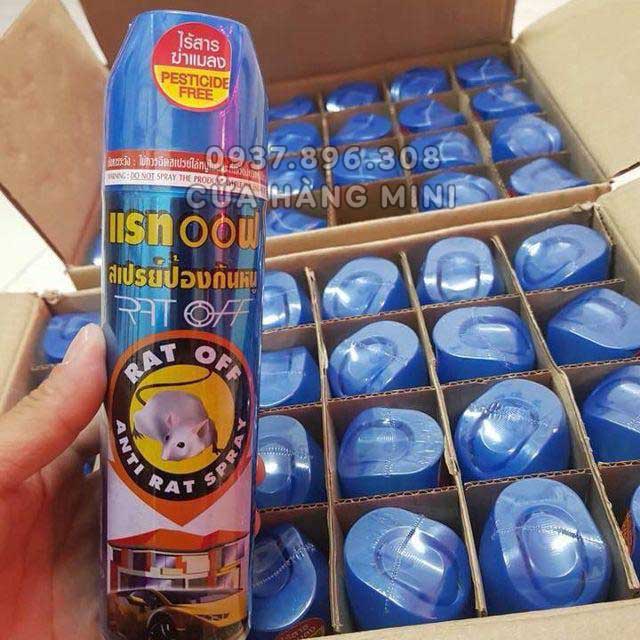 ไร้สาร
ฆ่าแมลง
PESTICIDE
FREE
WARNING: DO NOT SPRAY THE PRODUCT
0937.896.308
CỬA HÀNG MINI
แรทออฟ
สเปรย์ป้องกันหนู
RAT OFF
RAT OFF
ANTI RAT SPRAY